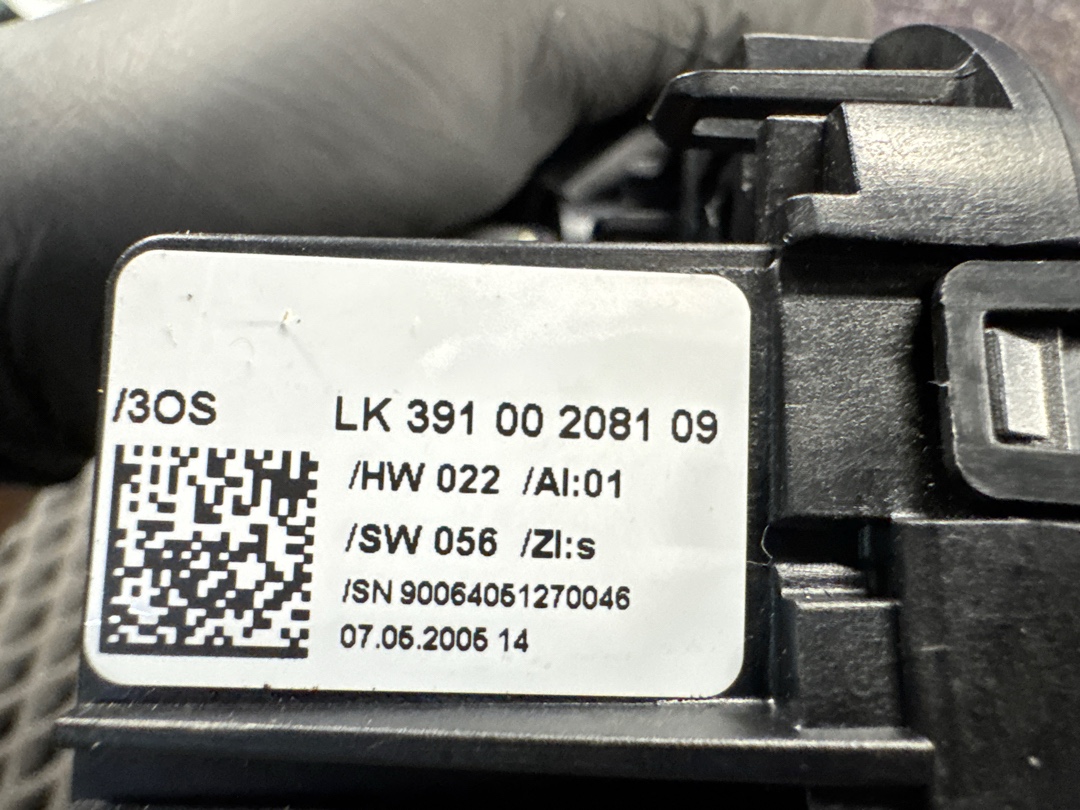 /3OS
LK 391 00 2081 09
/HW 022 /AI:01
/SW 056 /ZI:s
/SN 90064051270046
07.05.2005 14